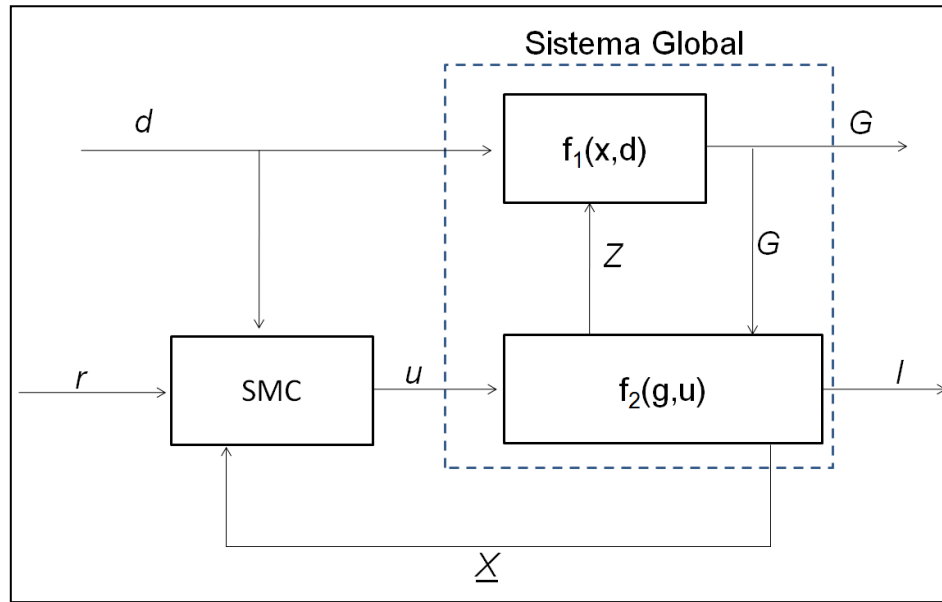 Sistema Global
d
f₁(x,d)
G
Z
G
r
SMC
u
f₂(g,u)
I
X